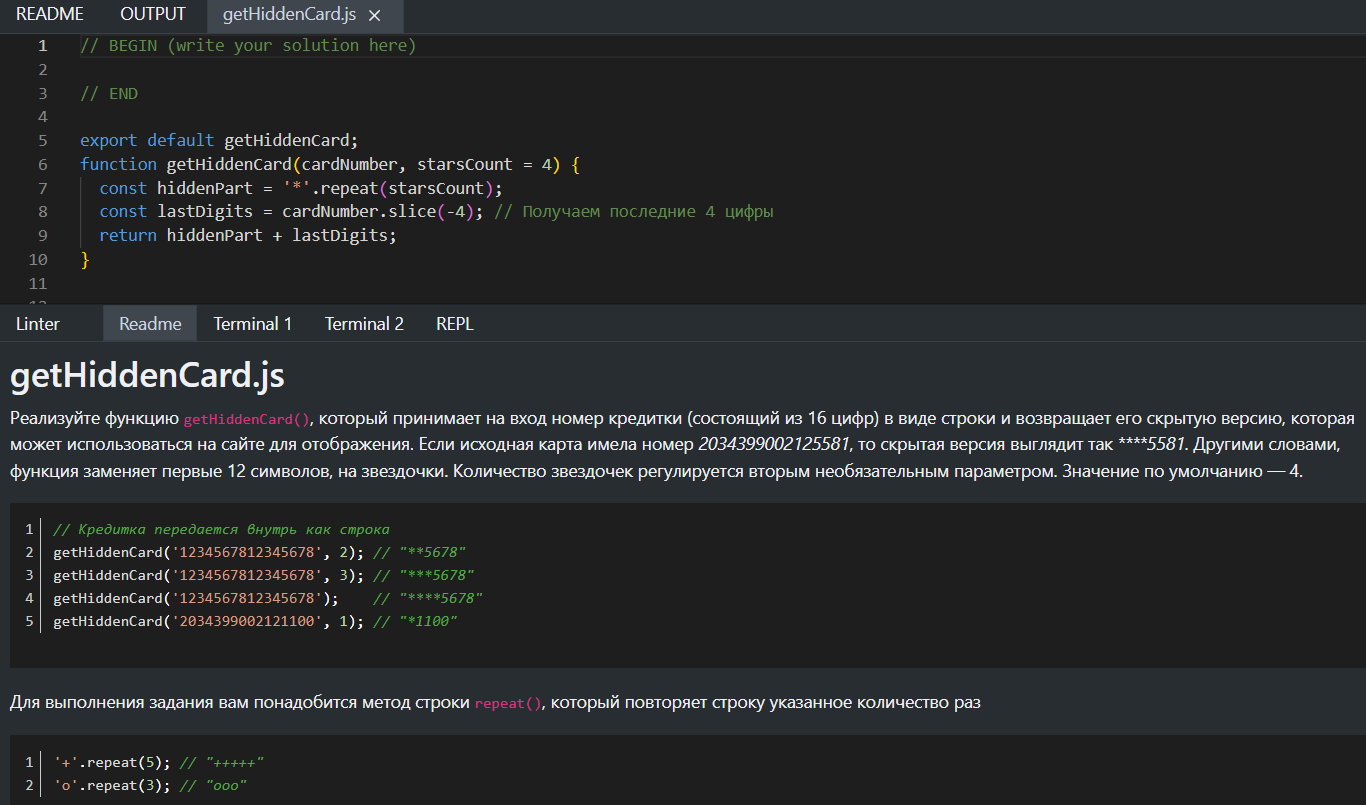 README OUTPUT getHiddenCard.js ×
1 // BEGIN (write your solution here)
2
3 // END
4
5 export default getHiddenCard;
6 function getHiddenCard(cardNumber, starsCount = 4) {
7 const hiddenPart = '*'.repeat(starsCount);
8 const lastDigits = cardNumber.slice(-4); // Получаем последние 4 цифры
9 return hiddenPart + lastDigits;
10 }
11
Linter Readme Terminal 1 Terminal 2 REPL
getHiddenCard.js
Реализуйте функцию getHiddenCard(), который принимает на вход номер кредитки (состоящий из 16 цифр) в виде строки и возвращает его скрытую версию, которая
может использоваться на сайте для отображения. Если исходная карта имела номер 2034399002125581, то скрытая версия выглядит так ****5581. Другими словами,
функция заменяет первые 12 символов, на звездочки. Количество звездочек регулируется вторым необязательным параметром. Значение по умолчанию — 4.
1 // Кредитка передается внутрь как строка
2 getHiddenCard('1234567812345678', 2); // "**5678"
3 getHiddenCard('1234567812345678', 3); // "***5678"
4 getHiddenCard('1234567812345678'); // "****5678"
5 getHiddenCard('2034399002121100', 1); // "*1100"
Для выполнения задания вам понадобится метод строки repeat(), который повторяет строку указанное количество раз
1 '+'.repeat(5); // "+++++"
2 'o'.repeat(3); // "ooo"